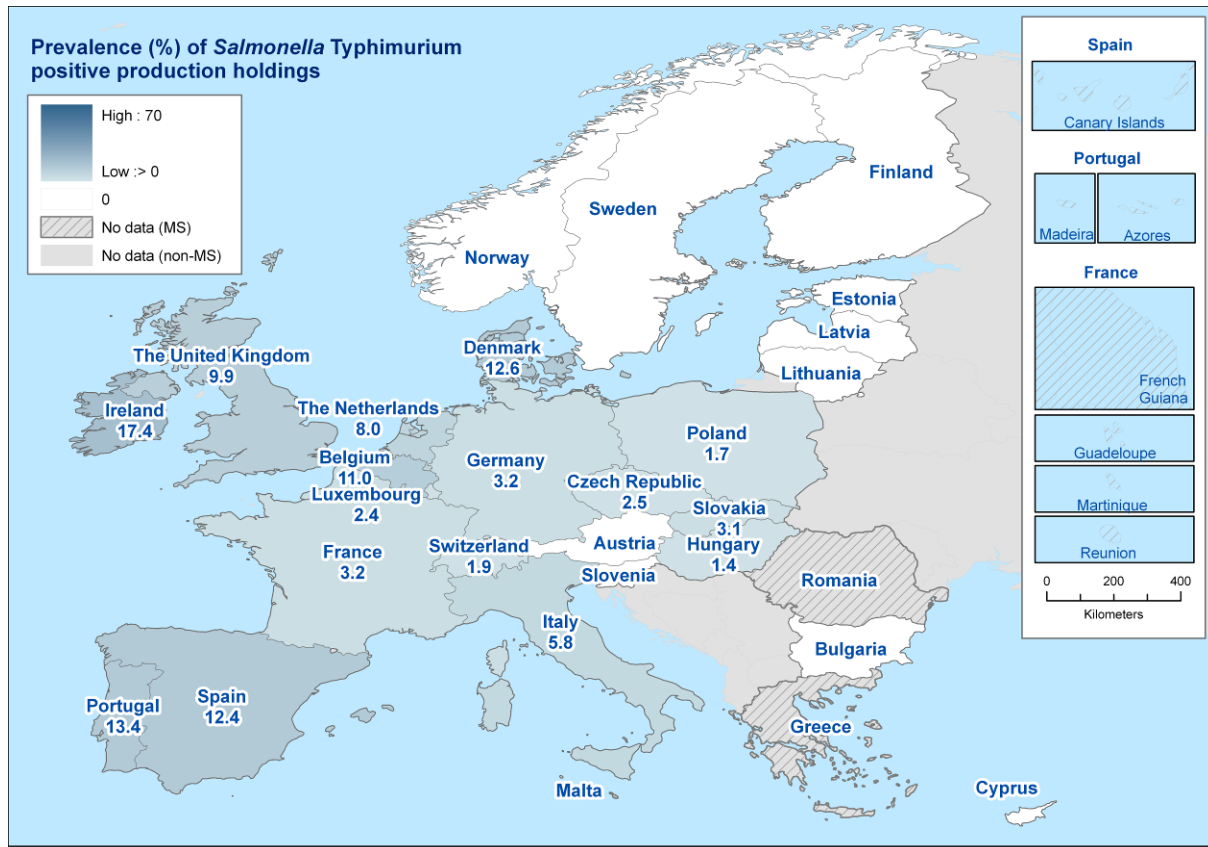 Prevalence (%) of Salmonella Typhimurium
positive production holdings
High : 70
Low :> 0
0
No data (MS)
No data (non-MS)
Finland
Sweden
Norway
Estonia
Latvia
Lithuania
Denmark
12.6
The United Kingdom
9.9
Ireland
17.4
The Netherlands
8.0
Belgium
11.0
Luxembourg
2.4
Germany
3.2
Poland
1.7
Czech Republic
2.5
Slovakia
3.1
Hungary
1.4
Austria
Slovenia
Switzerland
1.9
France
3.2
Italy
5.8
Romania
Bulgaria
Greece
Portugal
13.4
Spain
12.4
Malta
Cyprus
Spain
Canary Islands
Portugal
Madeira
Azores
France
French
Guiana
Guadeloupe
Martinique
Reunion
0 200 400
Kilometers